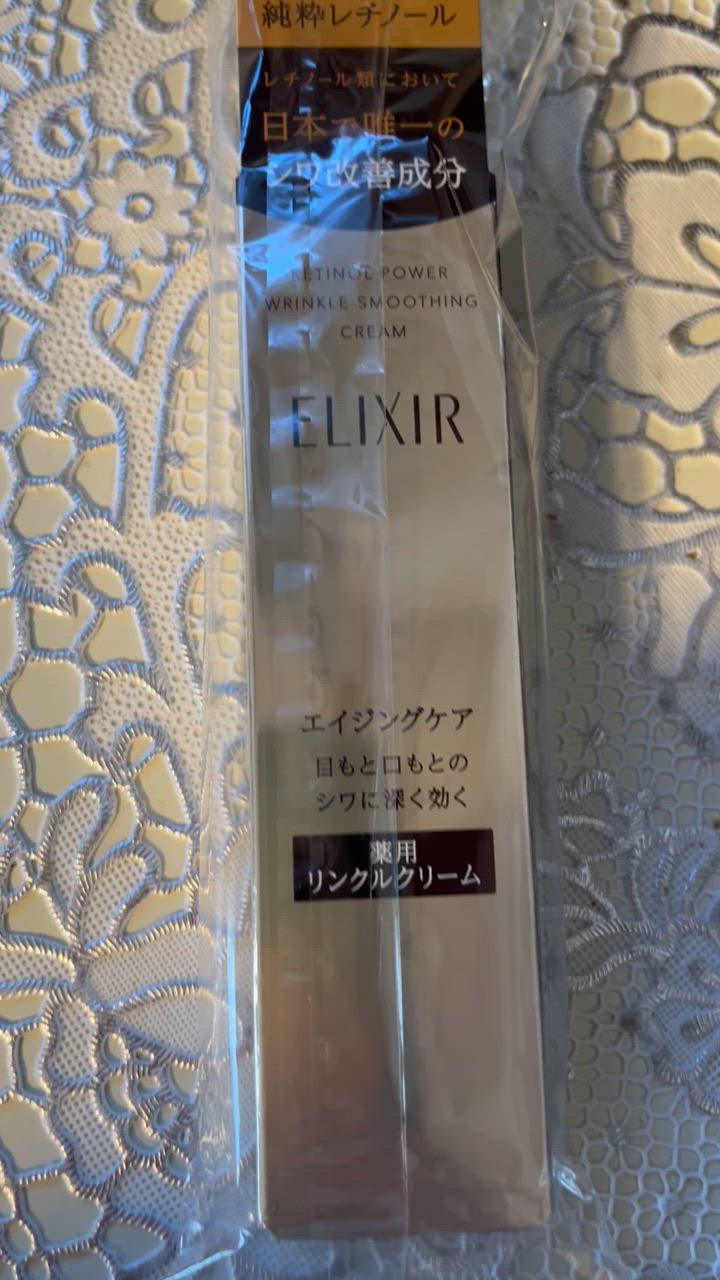 純粋レチノール
レチノール類において
日本で唯一の
シワ改善成分
RETINOL POWER
WRINKLE SMOOTHING
CREAM
ELIXIR
エイジングケア
目もと口もとの
シワに深く効く
薬用
リンクルクリーム